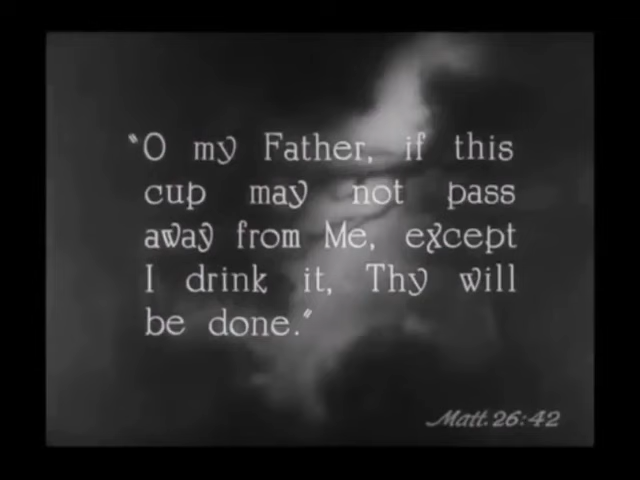 "O my Father, if this
cup may not pass
away from Me, except
I drink it, Thy will
be done."
Matt. 26:42